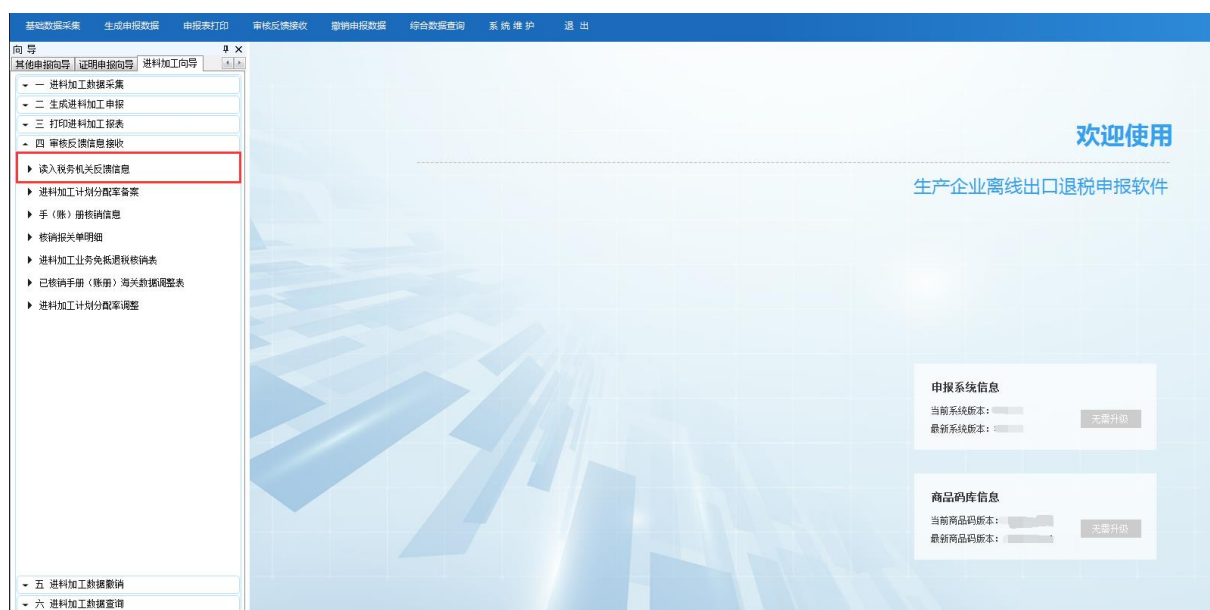 基础数据采集 生成申报数据 申报表打印 审核反馈接收 撤销申报数据 综合数据查询 系统维护 退出
向导
其他申报向导 证明申报向导 进料加工向导
一 进料加工数据采集
二 生成进料加工申报
三 打印进料加工报表
四 审核反馈信息接收
读入税务机关反馈信息
进料加工计划分配率备案
手（账）册核销信息
核销报关单明细
进料加工业务免抵退税核销表
已核销手册（账册）海关数据调整表
进料加工计划分配率调整
五 进料加工数据撤销
六 进料加工数据查询
欢迎使用
生产企业离线出口退税申报软件
申报系统信息
当前系统版本：
最新系统版本：
无需升级
商品码库信息
当前商品码版本：
最新商品码版本：
无需升级